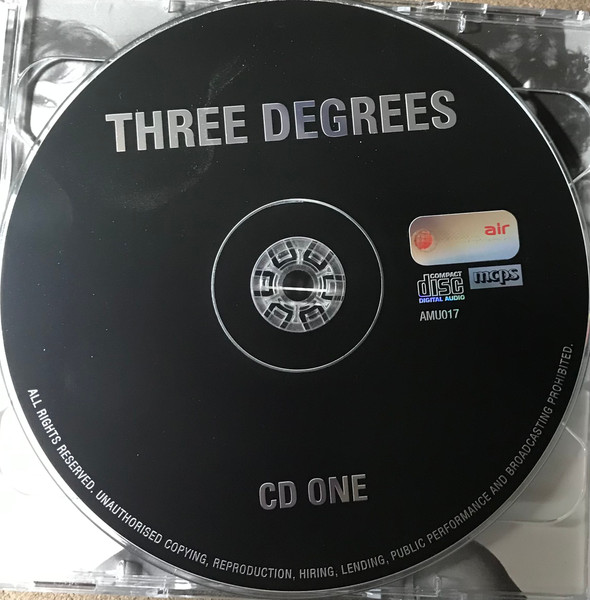 THREE DEGREES
air
COMPACT
disc
DIGITAL AUDIO
mcps
AMU017
CD ONE
ALL RIGHTS RESERVED. UNAUTHORISED COPYING, REPRODUCTION, HIRING, LENDING, PUBLIC PERFORMANCE AND BROADCASTING PROHIBITED.